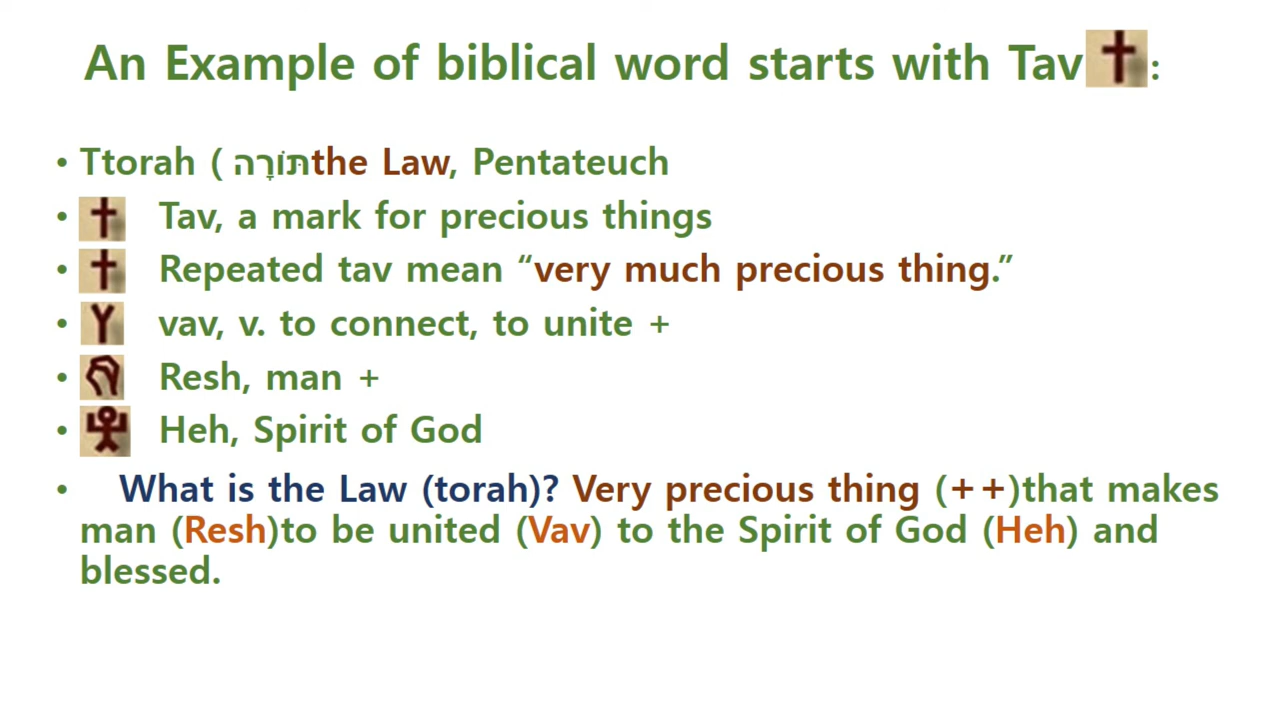 An Example of biblical word starts with Tav :
• Ttorah ( תּוֹרָהthe Law, Pentateuch
• Tav, a mark for precious things
• Repeated tav mean “very much precious thing.”
• vav, v. to connect, to unite +
• Resh, man +
• Heh, Spirit of God
• What is the Law (torah)? Very precious thing (++)that makes
man (Resh)to be united (Vav) to the Spirit of God (Heh) and
blessed.